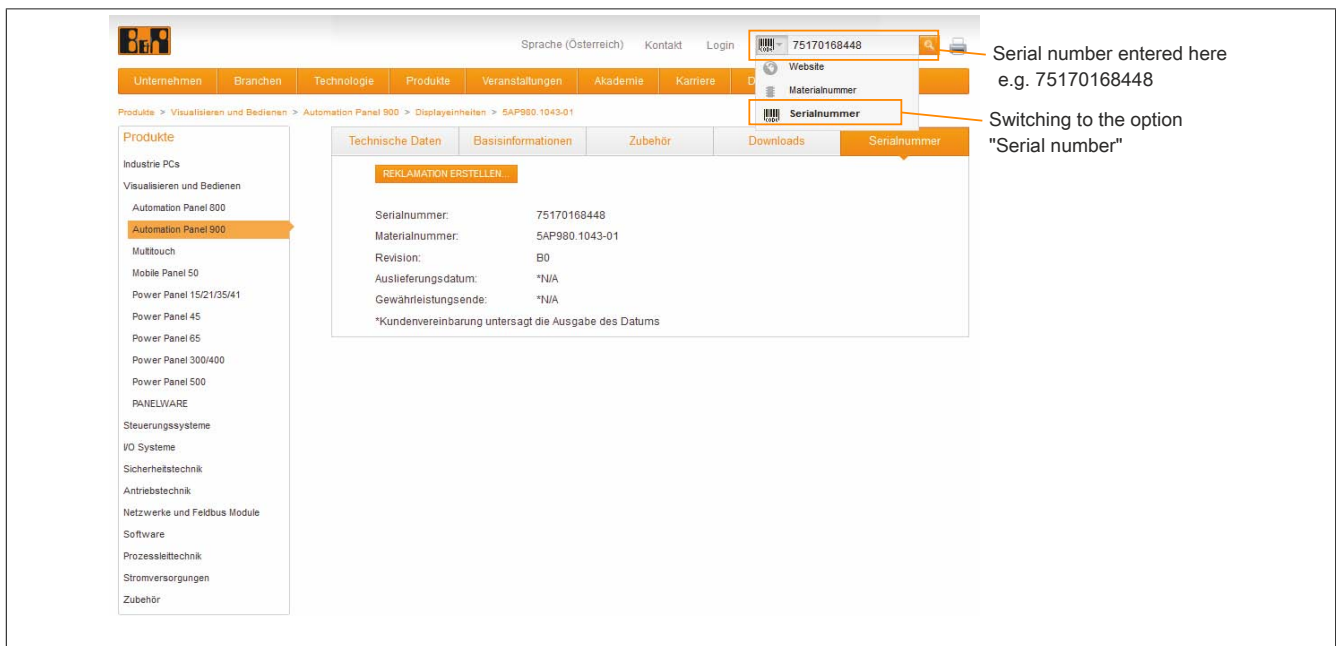 B&R
Sprache (Österreich) Kontakt Login 75170168448
Website
Materialnummer
Serialnummer
Serial number entered here
e.g. 75170168448
Switching to the option
"Serial number"
Unternehmen Branchen Technologie Produkte Veranstaltungen Akademie Karriere D
Produkte > Visualisieren und Bedienen > Automation Panel 900 > Displayeinheiten > 5AP980.1043-01
Produkte
Industrie PCs
Visualisieren und Bedienen
Automation Panel 800
Automation Panel 900
Multitouch
Mobile Panel 50
Power Panel 15/21/35/41
Power Panel 45
Power Panel 65
Power Panel 300/400
Power Panel 500
PANELWARE
Steuerungssysteme
I/O Systeme
Sicherheitstechnik
Antriebstechnik
Netzwerke und Feldbus Module
Software
Prozessleittechnik
Stromversorgungen
Zubehör
Technische Daten Basisinformationen Zubehör Downloads Serialnummer
REKLAMATION ERSTELLEN...
Serialnummer: 75170168448
Materialnummer: 5AP980.1043-01
Revision: B0
Auslieferungsdatum: *N/A
Gewährleistungsende: *N/A
*Kundenvereinbarung untersagt die Ausgabe des Datums